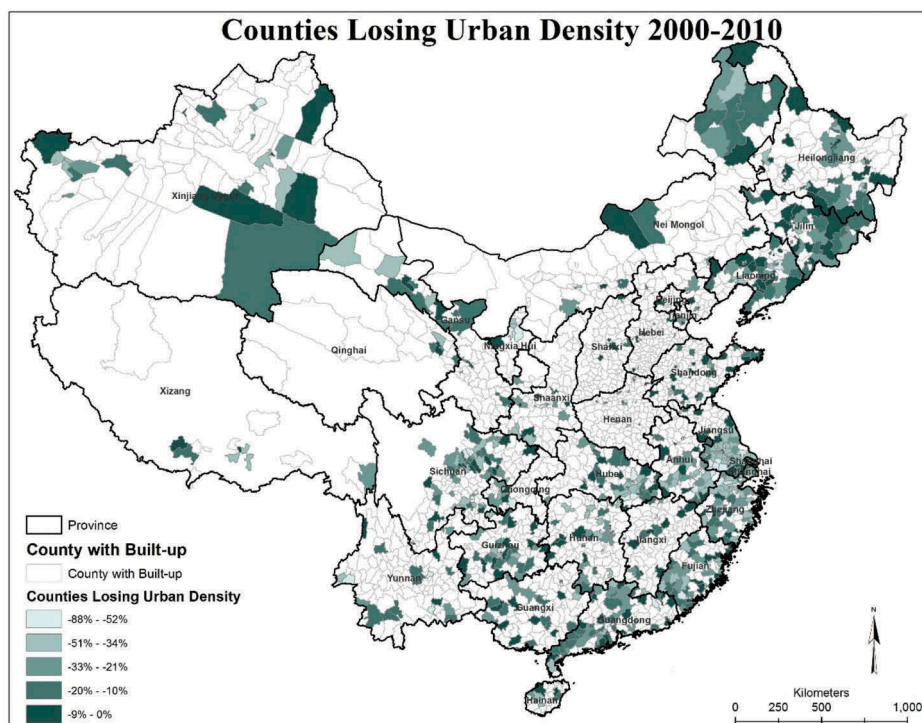 Counties Losing Urban Density 2000-2010
Heilongjiang
Jilin
Nei Mongol
Liaoning
Beijing
Tianjin
Hebei
Gansu
Ningxia Hui
Shanxi
Qinghai
Shandong
Xizang
Shaanxi
Henan
Jiangsu
Anhui
Shanghai
Hubei
Sichuan
Chongqing
Zhejiang
Hunan
Jiangxi
Guizhou
Fujian
Yunnan
Guangxi
Guangdong
Hainan
Province
County with Built-up
County with Built-up
Counties Losing Urban Density
-88% - -52%
-51% - -34%
-33% - -21%
-20% - -10%
-9% - 0%
N
Kilometers
0 250 500 1,000